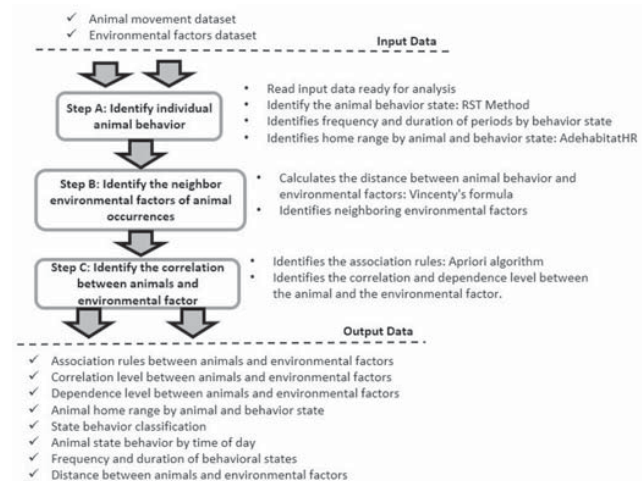 ✓ Animal movement dataset
✓ Environmental factors dataset
Input Data
Step A: Identify individual
animal behavior
• Read input data ready for analysis
• Identify the animal behavior state: RST Method
• Identifies frequency and duration of periods by behavior state
• Identifies home range by animal and behavior state: AdehabitatHR
Step B: Identify the neighbor
environmental factors of animal
occurrences
• Calculates the distance between animal behavior and
environmental factors: Vincenty's formula
• Identifies neighboring environmental factors
Step C: Identify the correlation
between animals and
environmental factor
• Identifies the association rules: Apriori algorithm
• Identifies the correlation and dependence level between
the animal and the environmental factor.
Output Data
✓ Association rules between animals and environmental factors
✓ Correlation level between animals and environmental factors
✓ Dependence level between animals and environmental factors
✓ Animal home range by animal and behavior state
✓ State behavior classification
✓ Animal state behavior by time of day
✓ Frequency and duration of behavioral states
✓ Distance between animals and environmental factors